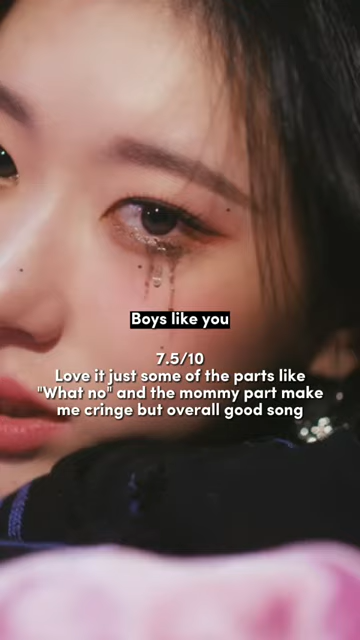 Boys like you
7.5/10
Love it just some of the parts like
"What no" and the mommy part make
me cringe but overall good song